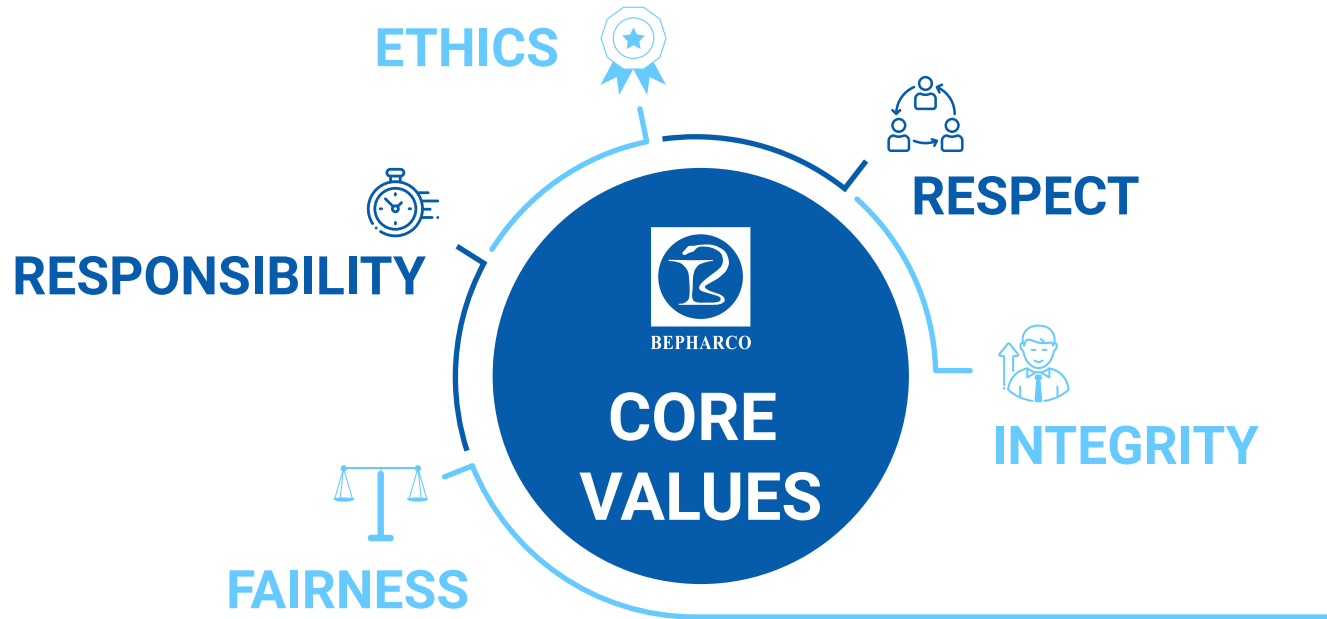 ETHICS
RESPECT
RESPONSIBILITY
BEPHARCO
CORE
VALUES
INTEGRITY
FAIRNESS